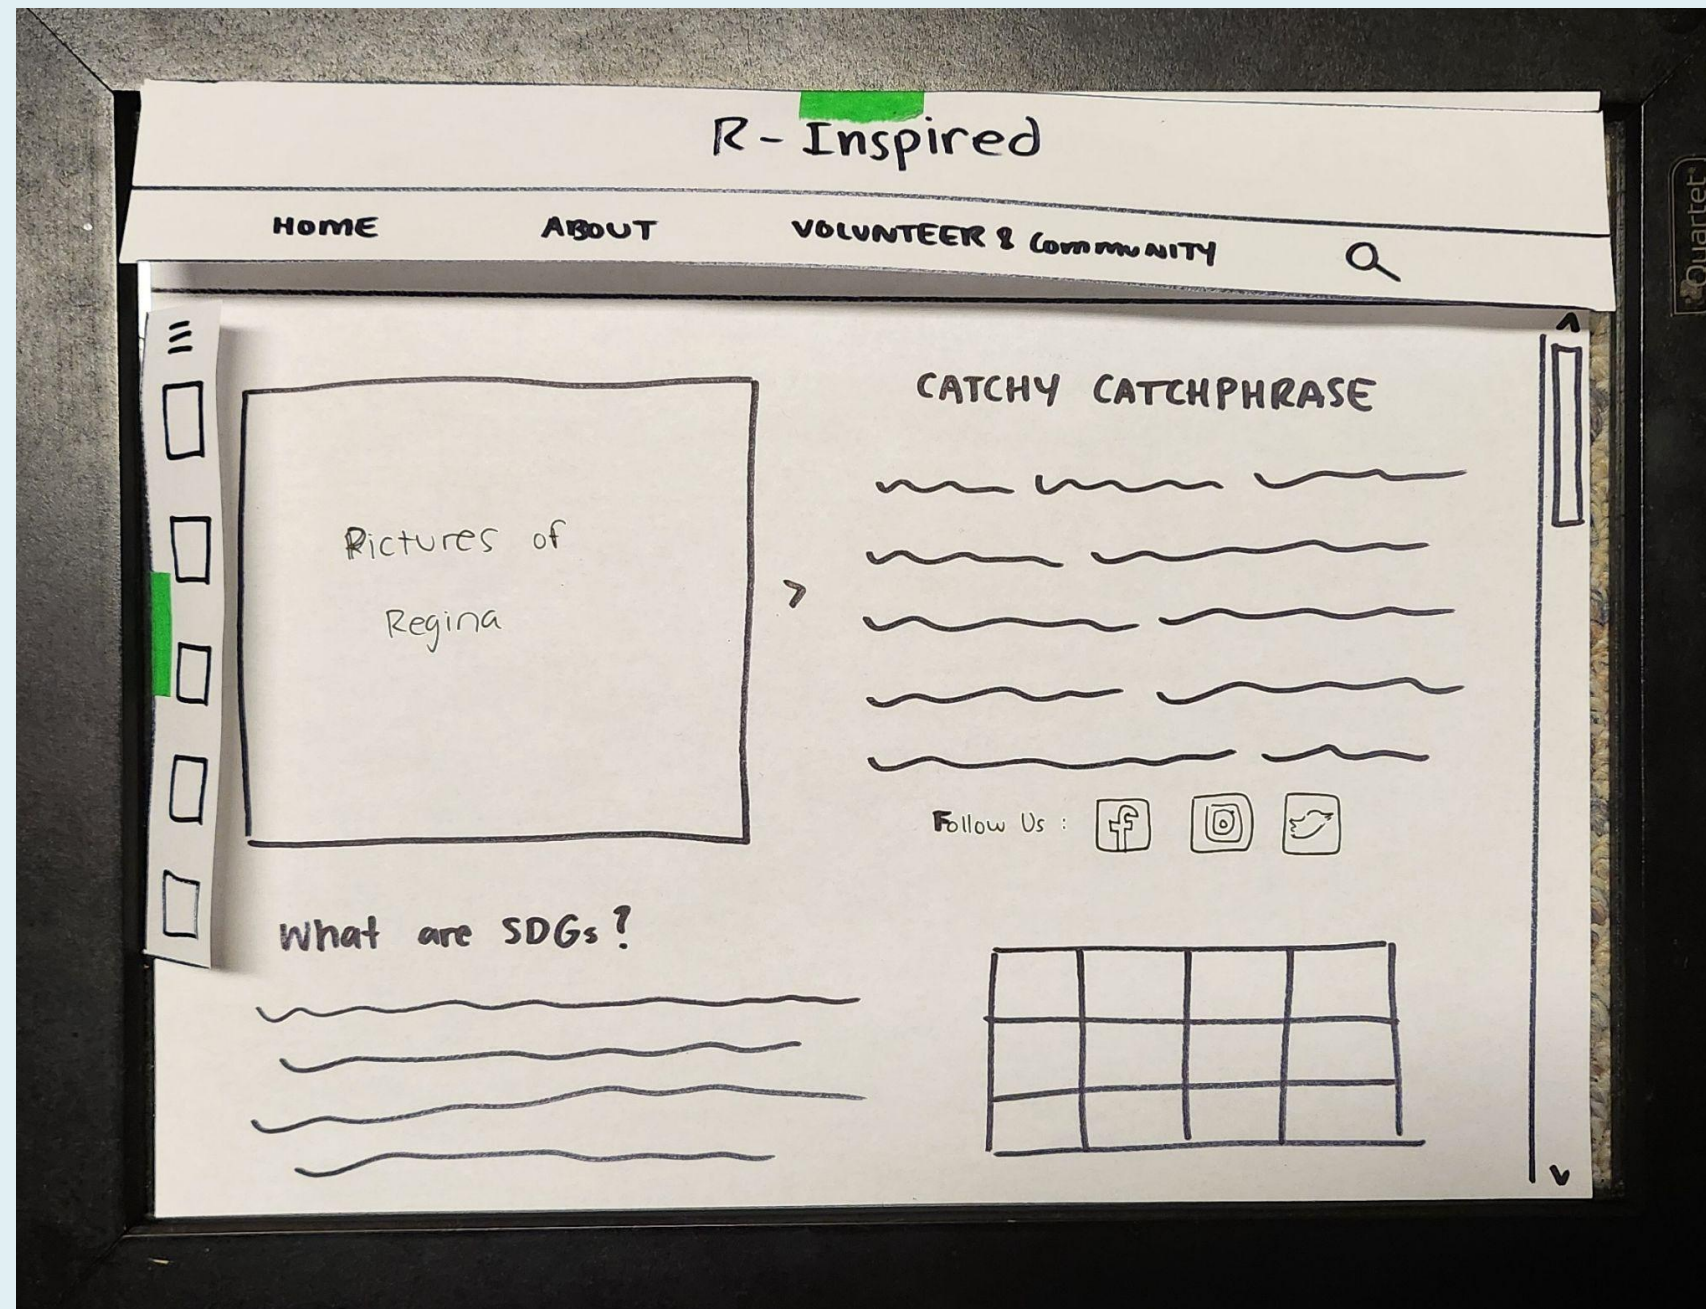 R-Inspired
HOME ABOUT VOLUNTEER & COMMUNITY
CATCHY CATCHPHRASE
Pictures of
Regina
>
Follow Us :
What are SDGs?
Quartet